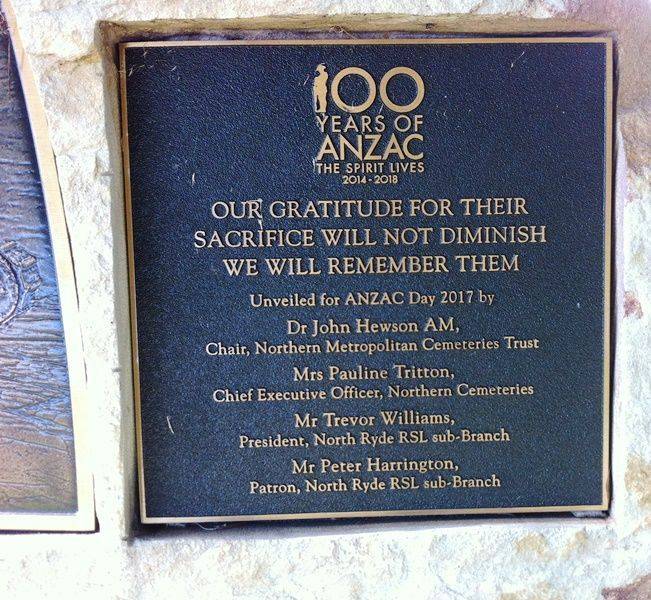 100
YEARS OF
ANZAC
THE SPIRIT LIVES
2014 - 2018
OUR GRATITUDE FOR THEIR
SACRIFICE WILL NOT DIMINISH
WE WILL REMEMBER THEM
Unveiled for ANZAC Day 2017 by
Dr John Hewson AM,
Chair, Northern Metropolitan Cemeteries Trust
Mrs Pauline Tritton,
Chief Executive Officer, Northern Cemeteries
Mr Trevor Williams,
President, North Ryde RSL sub-Branch
Mr Peter Harrington,
Patron, North Ryde RSL sub-Branch